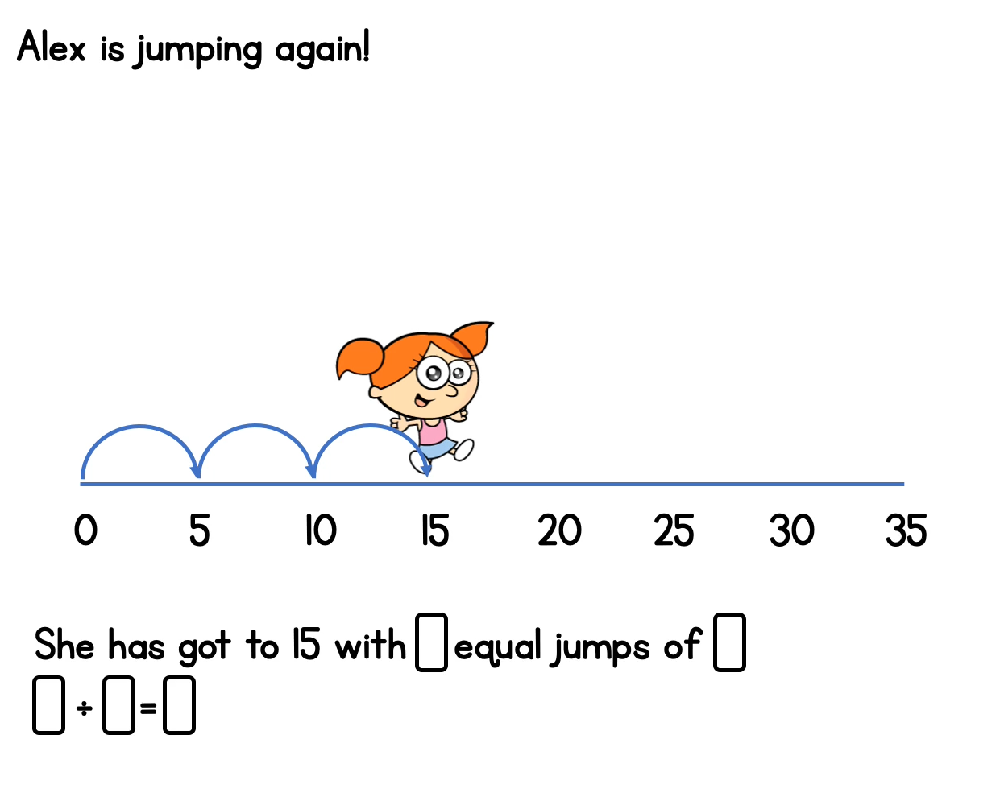 Alex is jumping again!
0 5 10 15 20 25 30 35
She has got to 15 with equal jumps of
÷ =